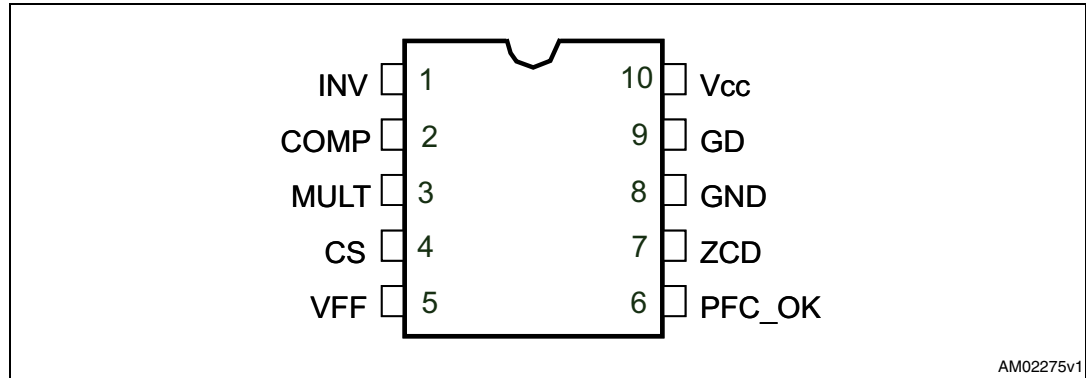 INV 1 10 Vcc
COMP 2 9 GD
MULT 3 8 GND
CS 4 7 ZCD
VFF 5 6 PFC_OK
AM02275v1